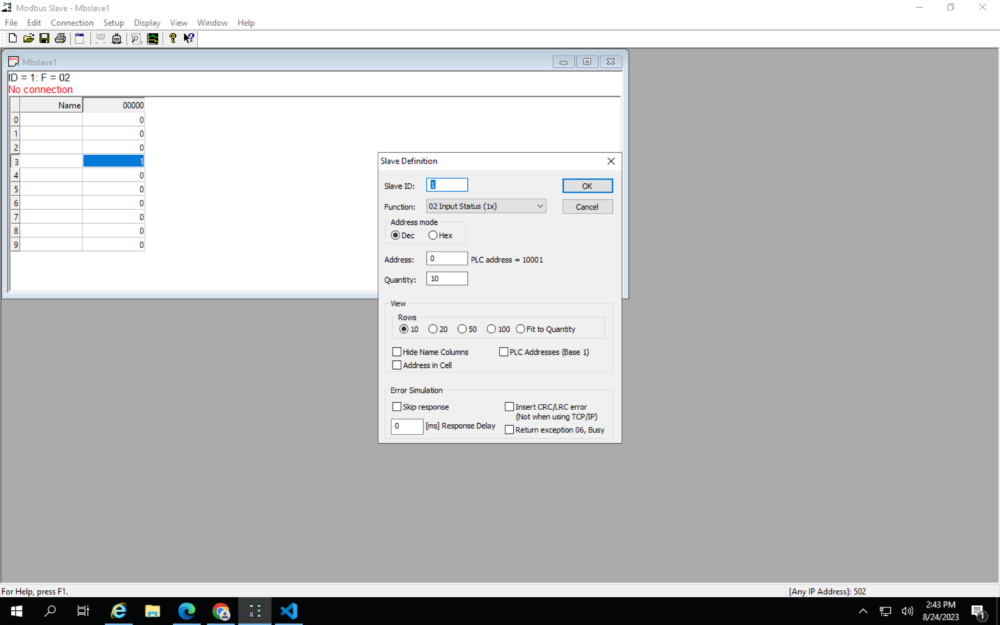 Modbus Slave - Mbslave1
File Edit Connection Setup Display View Window Help
Mbslave1
ID = 1: F = 02
No connection
Name 00000
0 0
1 0
2 0
3 1
4 0
5 0
6 0
7 0
8 0
9 0
Slave Definition
Slave ID: 1 OK
Function: 02 Input Status (1x) Cancel
Address mode
Dec Hex
Address: 0 PLC address = 10001
Quantity: 10
View
Rows
10 20 50 100 Fit to Quantity
Hide Name Columns PLC Addresses (Base 1)
Address in Cell
Error Simulation
Skip response Insert CRC/LRC error
(Not when using TCP/IP)
0 [ms] Response Delay Return exception 06, Busy
For Help, press F1. [Any IP Address]: 502
2:43 PM
8/24/2023
1